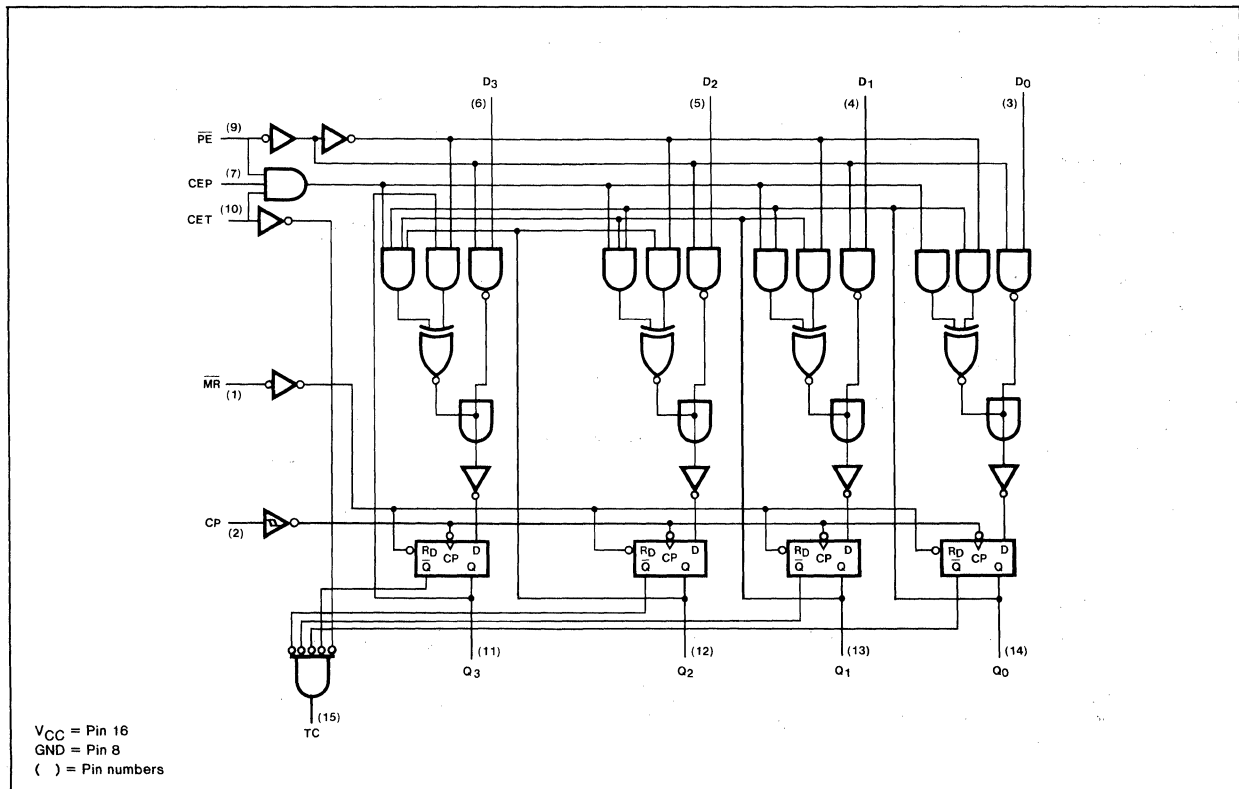 D3 D2 D1 D0
(6) (5) (4) (3)
P̅E̅ (9)
CEP (7)
CET (10)
M̅R̅ (1)
CP (2)
RD CP D Q̅ Q
RD CP D Q̅ Q
RD CP D Q̅ Q
RD CP D Q̅ Q
(11) (12) (13) (14)
Q3 Q2 Q1 Q0
(15)
TC
VCC = Pin 16
GND = Pin 8
( ) = Pin numbers